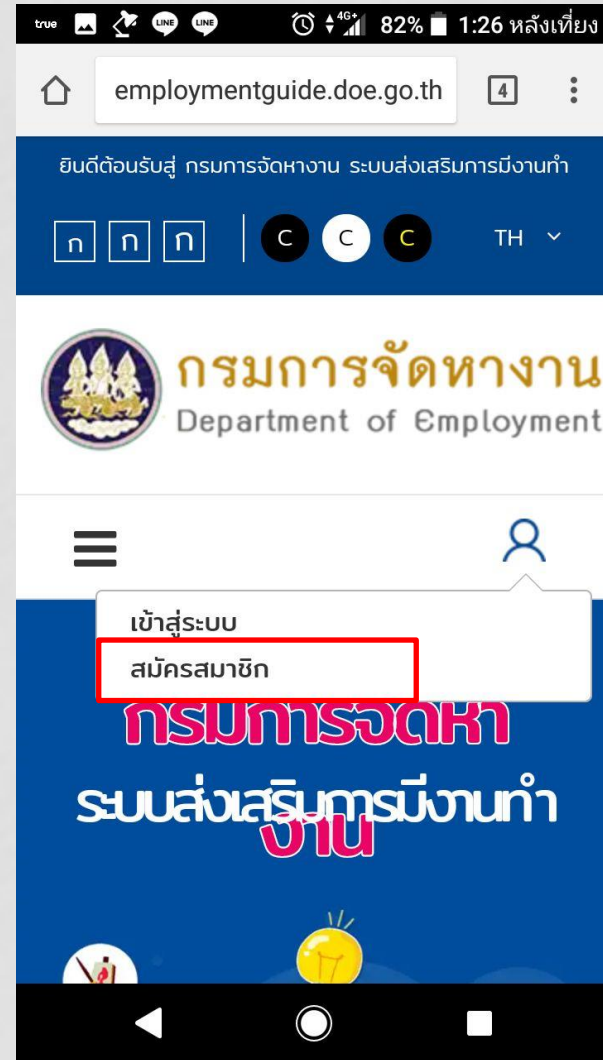 true LINE LINE 4G+ 82% 1:26 หลังเที่ยง
employmentguide.doe.go.th 4
ยินดีต้อนรับสู่ กรมการจัดหางาน ระบบส่งเสริมการมีงานทำ
ก ก ก C C C TH
กรมการจัดหางาน
Department of Employment
เข้าสู่ระบบ
สมัครสมาชิก
กรมการจัดหา
ระบบส่งเสริมการมีงานทำ
งาน